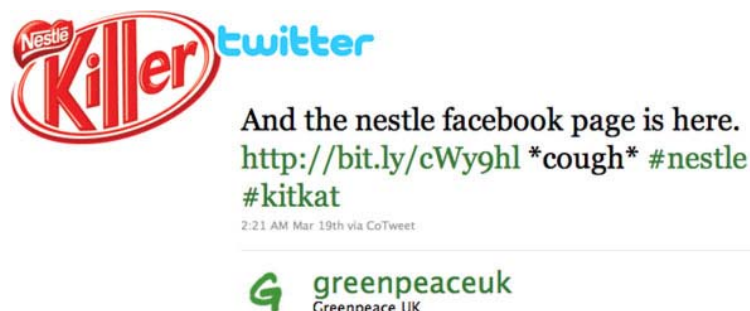 Nestlé
Killer
twitter
And the nestle facebook page is here.
http://bit.ly/cWy9hl *cough* #nestle
#kitkat
2:21 AM Mar 19th via CoTweet
greenpeaceuk
Greenpeace UK